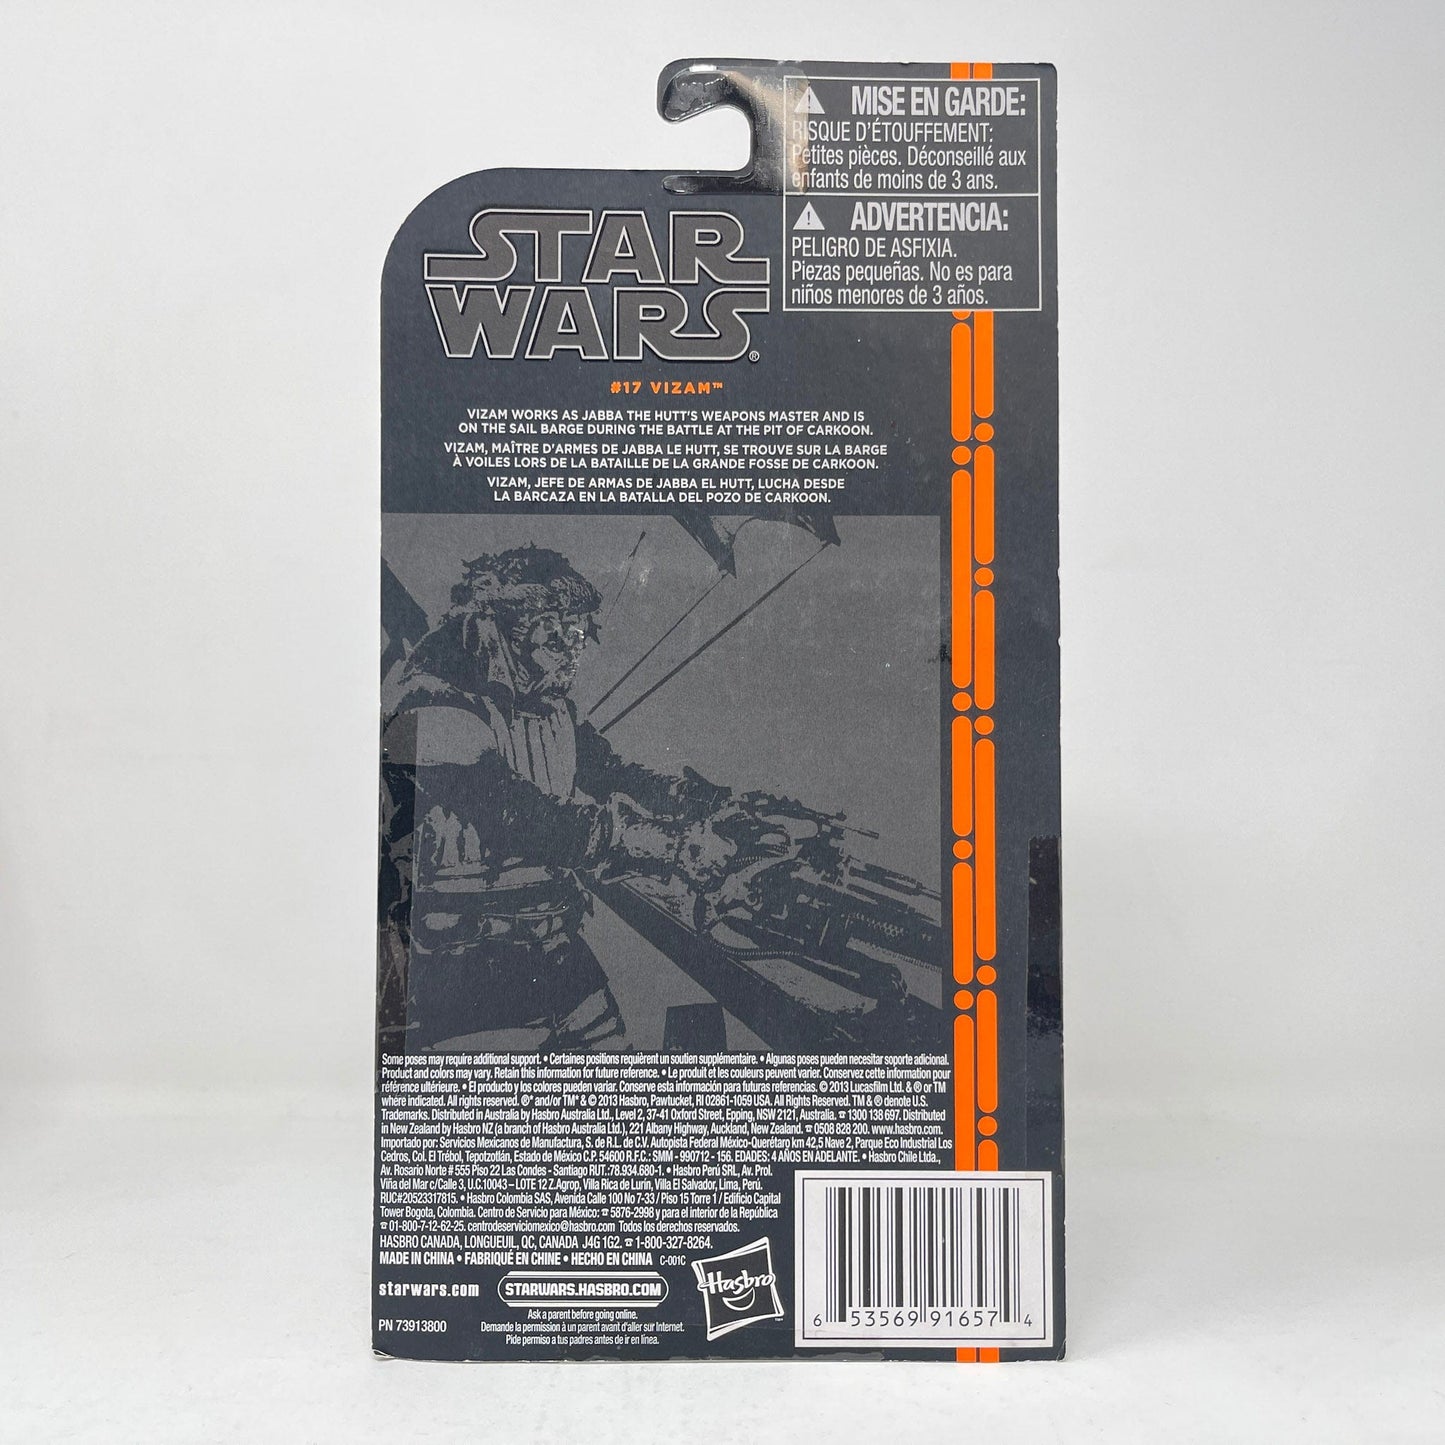 MISE EN GARDE:
RISQUE D'ÉTOUFFEMENT:
Petites pièces. Déconseillé aux
enfants de moins de 3 ans.
ADVERTENCIA:
PELIGRO DE ASFIXIA.
Piezas pequeñas. No es para
niños menores de 3 años.
STAR
WARS®
#17 VIZAM™
VIZAM WORKS AS JABBA THE HUTT'S WEAPONS MASTER AND IS
ON THE SAIL BARGE DURING THE BATTLE AT THE PIT OF CARKOON.
VIZAM, MAÎTRE D'ARMES DE JABBA LE HUTT, SE TROUVE SUR LA BARGE
À VOILES LORS DE LA BATAILLE DE LA GRANDE FOSSE DE CARKOON.
VIZAM, JEFE DE ARMAS DE JABBA EL HUTT, LUCHA DESDE
LA BARCAZA EN LA BATALLA DEL POZO DE CARKOON.
Some poses may require additional support. • Certaines positions requièrent un soutien supplémentaire. • Algunas poses pueden necesitar soporte adicional.
Product and colors may vary. Retain this information for future reference. • Le produit et les couleurs peuvent varier. Conservez cette information pour
référence ultérieure. • El producto y los colores pueden variar. Conserve esta información para futuras referencias. © 2013 Lucasfilm Ltd. & ® or TM
where indicated. All rights reserved. ®* and/or TM* & © 2013 Hasbro, Pawtucket, RI 02861-1059 USA. All Rights Reserved. TM & ® denote U.S.
Trademarks. Distributed in Australia by Hasbro Australia Ltd., Level 2, 37-41 Oxford Street, Epping, NSW 2121, Australia. ☎ 1300 138 697. Distributed
in New Zealand by Hasbro NZ (a branch of Hasbro Australia Ltd.), 221 Albany Highway, Auckland, New Zealand. ☎ 0508 828 200. www.hasbro.com.
Importado por: Servicios Mexicanos de Manufactura, S. de R.L. de C.V. Autopista Federal México-Querétaro km 42,5 Nave 2, Parque Eco Industrial Los
Cedros, Col. El Trébol, Tepotzotlán, Estado de México C.P. 54600 R.F.C.: SMM - 990712 - 156. EDADES: 4 AÑOS EN ADELANTE. • Hasbro Chile Ltda.,
Av. Rosario Norte # 555 Piso 22 Las Condes - Santiago RUT.:78.934.680-1. • Hasbro Perú SRL, Av. Prol.
Viña del Mar c/Calle 3, U.C.10043 – LOTE 12 Z.Agrop, Villa Rica de Lurín, Villa El Salvador, Lima, Perú.
RUC#20523317815. • Hasbro Colombia SAS, Avenida Calle 100 No 7-33 / Piso 15 Torre 1 / Edificio Capital
Tower Bogota, Colombia. Centro de Servicio para México: ☎ 5876-2998 y para el interior de la República
☎ 01-800-7-12-62-25. centrodeserviciomexico@hasbro.com Todos los derechos reservados.
HASBRO CANADA, LONGUEUIL, QC, CANADA J4G 1G2. ☎ 1-800-327-8264.
MADE IN CHINA • FABRIQUÉ EN CHINE • HECHO EN CHINA C-001C
starwars.com
STARWARS.HASBRO.COM
Ask a parent before going online.
Demande la permission à un parent avant d'aller sur Internet.
Pide permiso a tus padres antes de ir en línea.
PN 73913800
Hasbro
6 53569 91657 4